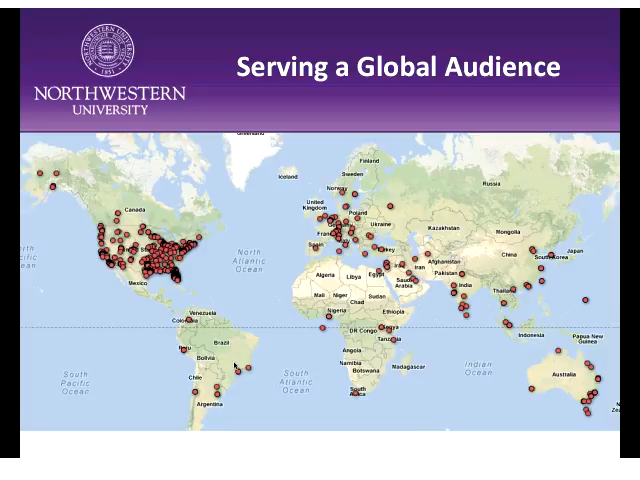 NORTHWESTERN
UNIVERSITY
Serving a Global Audience
Greenland
Iceland
Finland
Sweden
Norway
Russia
United
Kingdom
Poland
Canada
Ukraine
Kazakhstan
Mongolia
France
Spain
Italy
Turkey
China
South Korea
Japan
North
Atlantic
Ocean
Afghanistan
Iran
Pakistan
Algeria
Libya
Egypt
Saudi
Arabia
India
Mexico
Mali
Niger
Chad
Sudan
Thailand
Nigeria
Ethiopia
Venezuela
Colombia
DR Congo
Kenya
Tanzania
Indonesia
Papua New
Guinea
Peru
Brazil
Bolivia
Angola
Namibia
Botswana
Madagascar
Indian
Ocean
Australia
South
Pacific
Ocean
South
Atlantic
Ocean
Chile
Argentina
South
Africa